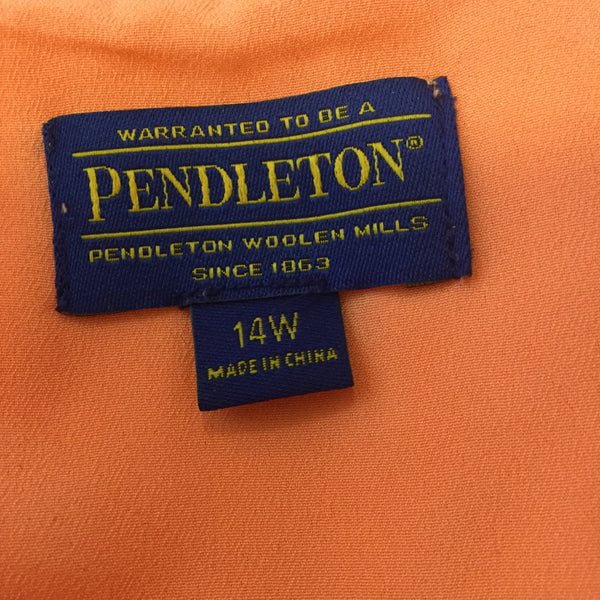 WARRANTED TO BE A
PENDLETON®
PENDLETON WOOLEN MILLS
SINCE 1863
14W
MADE IN CHINA